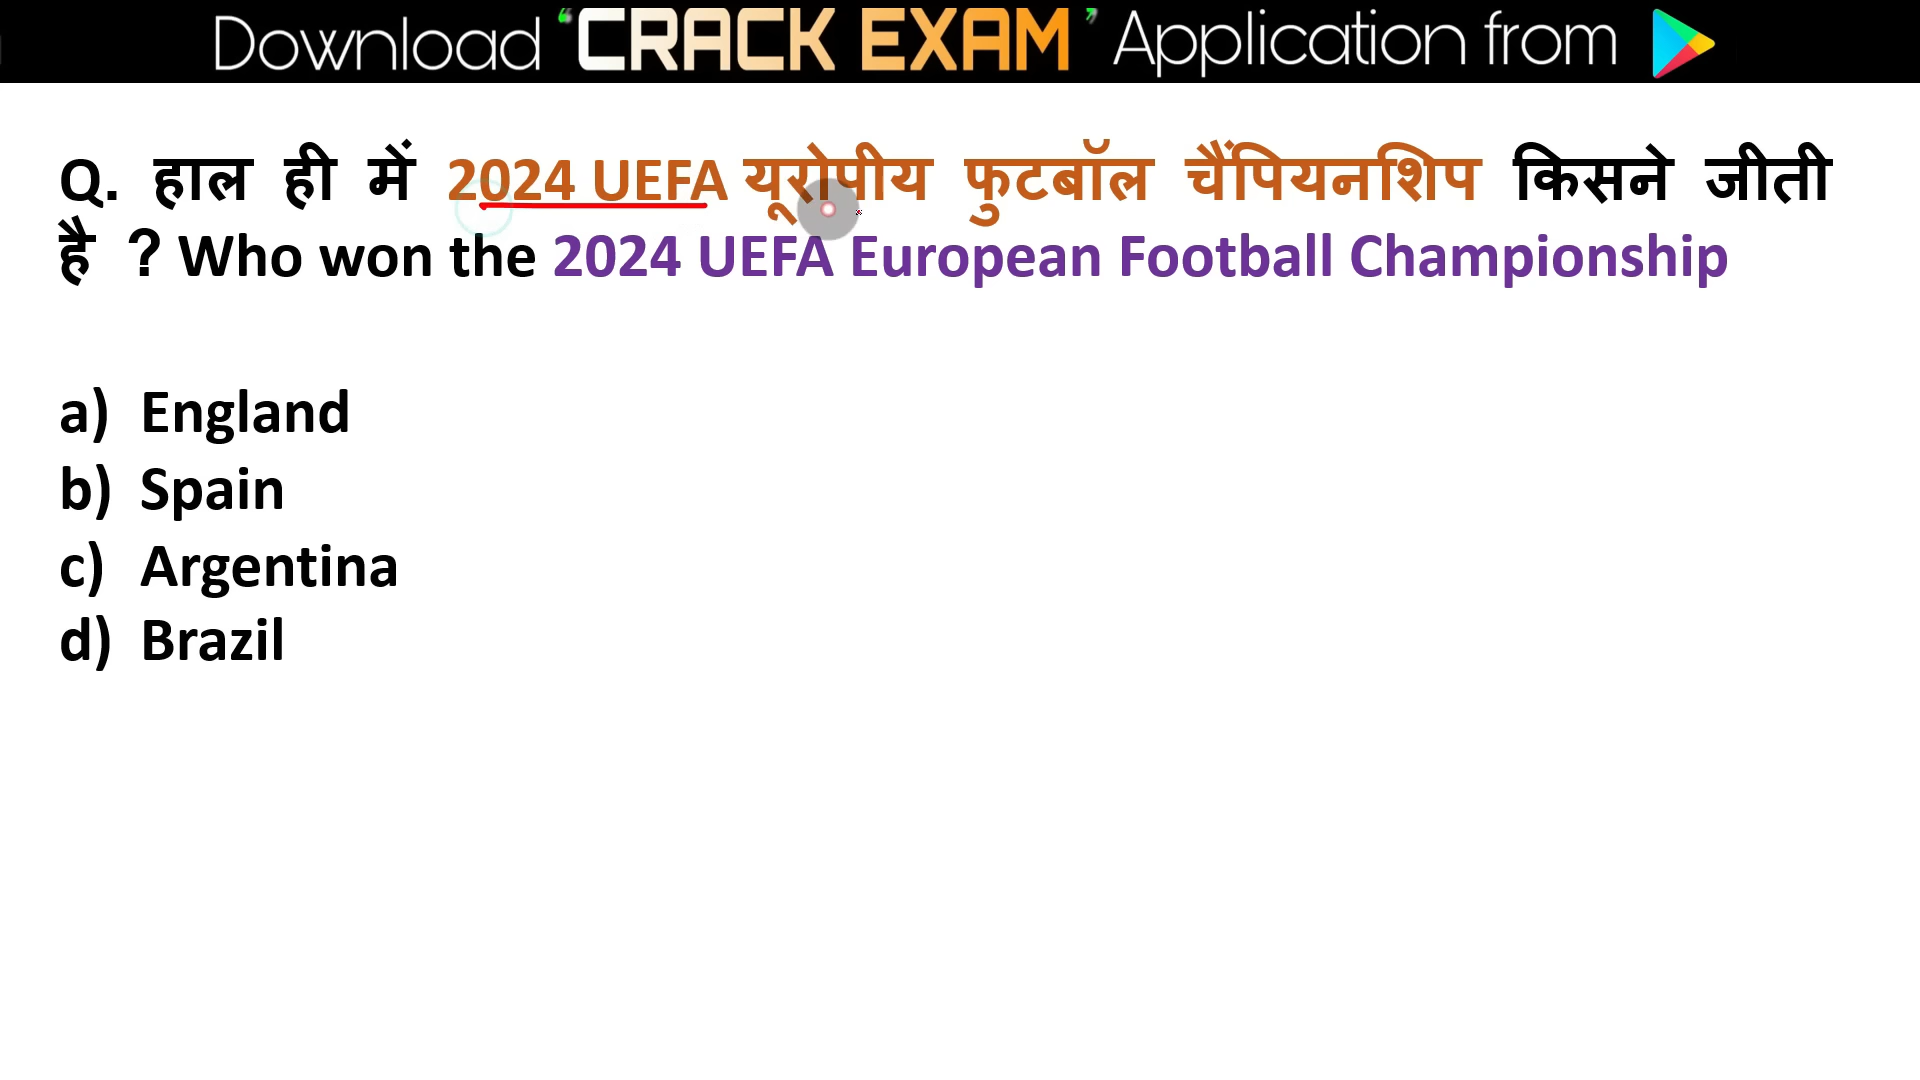 Download ‘CRACK EXAM’ Application from
Q. हाल ही में 2024 UEFA यूरोपीय फुटबॉल चैंपियनशिप किसने जीती
है ? Who won the 2024 UEFA European Football Championship
a) England
b) Spain
c) Argentina
d) Brazil